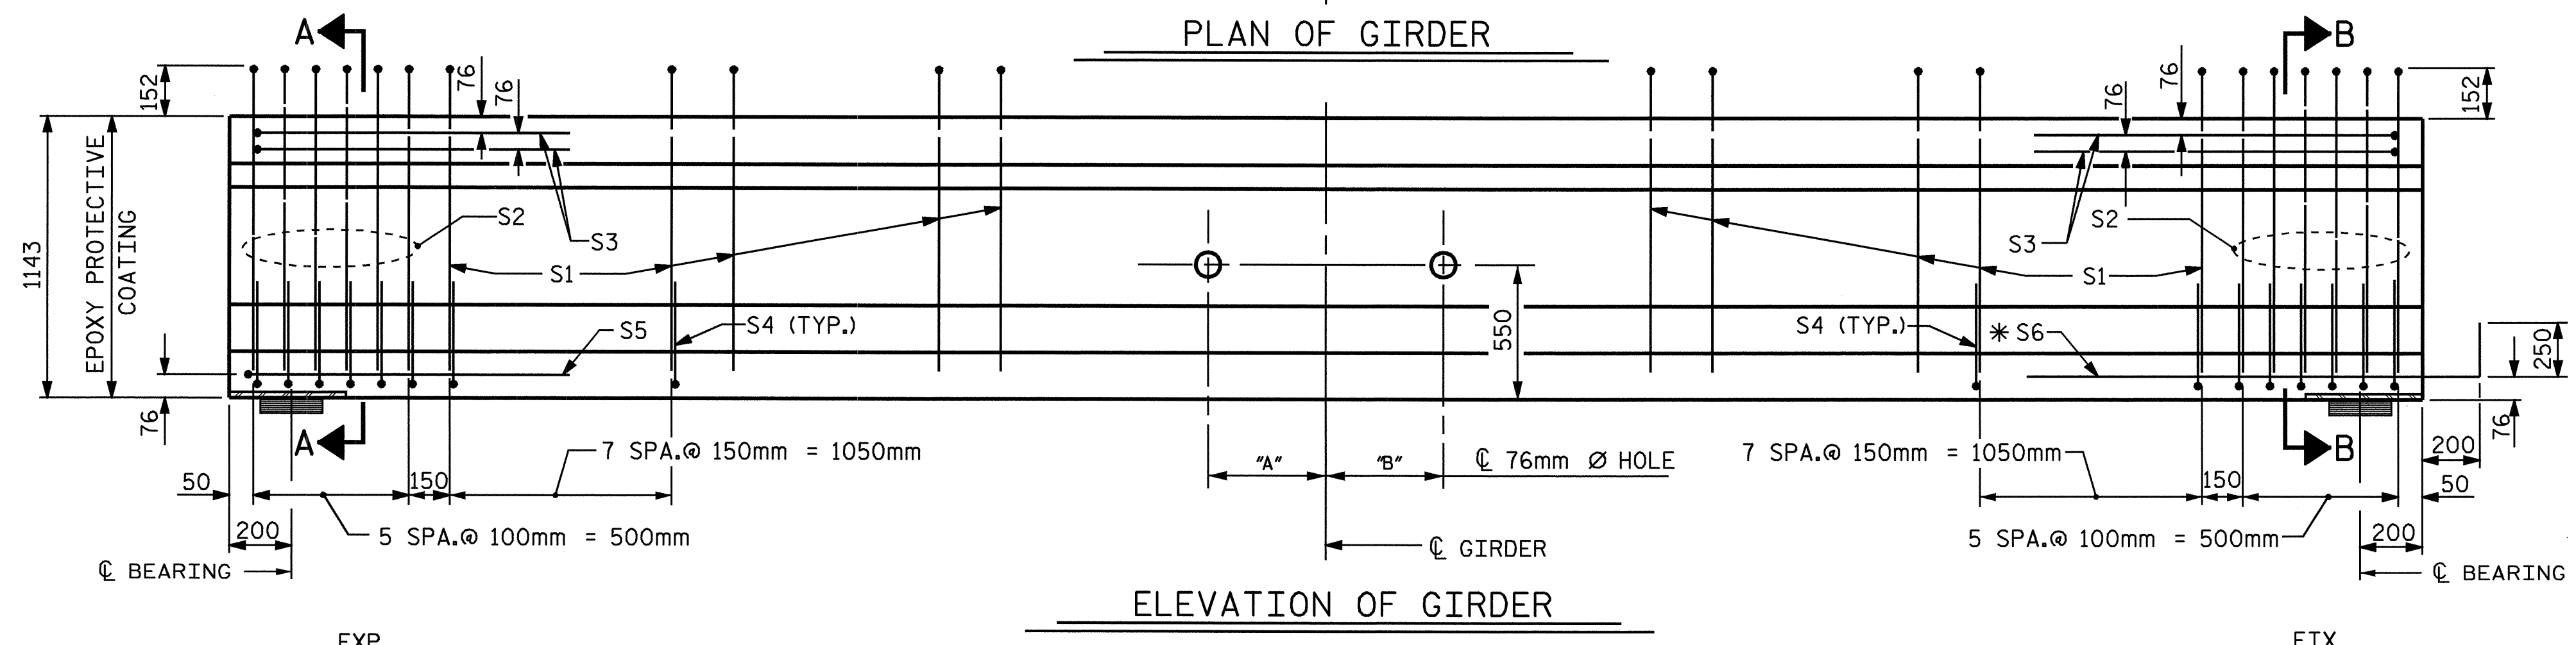 PLAN OF GIRDER
A
B
152
76
76
76
76
152
1143
EPOXY PROTECTIVE
COATING
S2
S3
S1
S2
S3
S1
S5
S4 (TYP.)
550
S4 (TYP.)
✳ S6
250
76
A
7 SPA.@ 150mm = 1050mm
"A"
"B"
℄ 76mm Ø HOLE
7 SPA.@ 150mm = 1050mm
B
200
76
50
150
150
50
200
5 SPA.@ 100mm = 500mm
℄ GIRDER
5 SPA.@ 100mm = 500mm
200
℄ BEARING
℄ BEARING
ELEVATION OF GIRDER